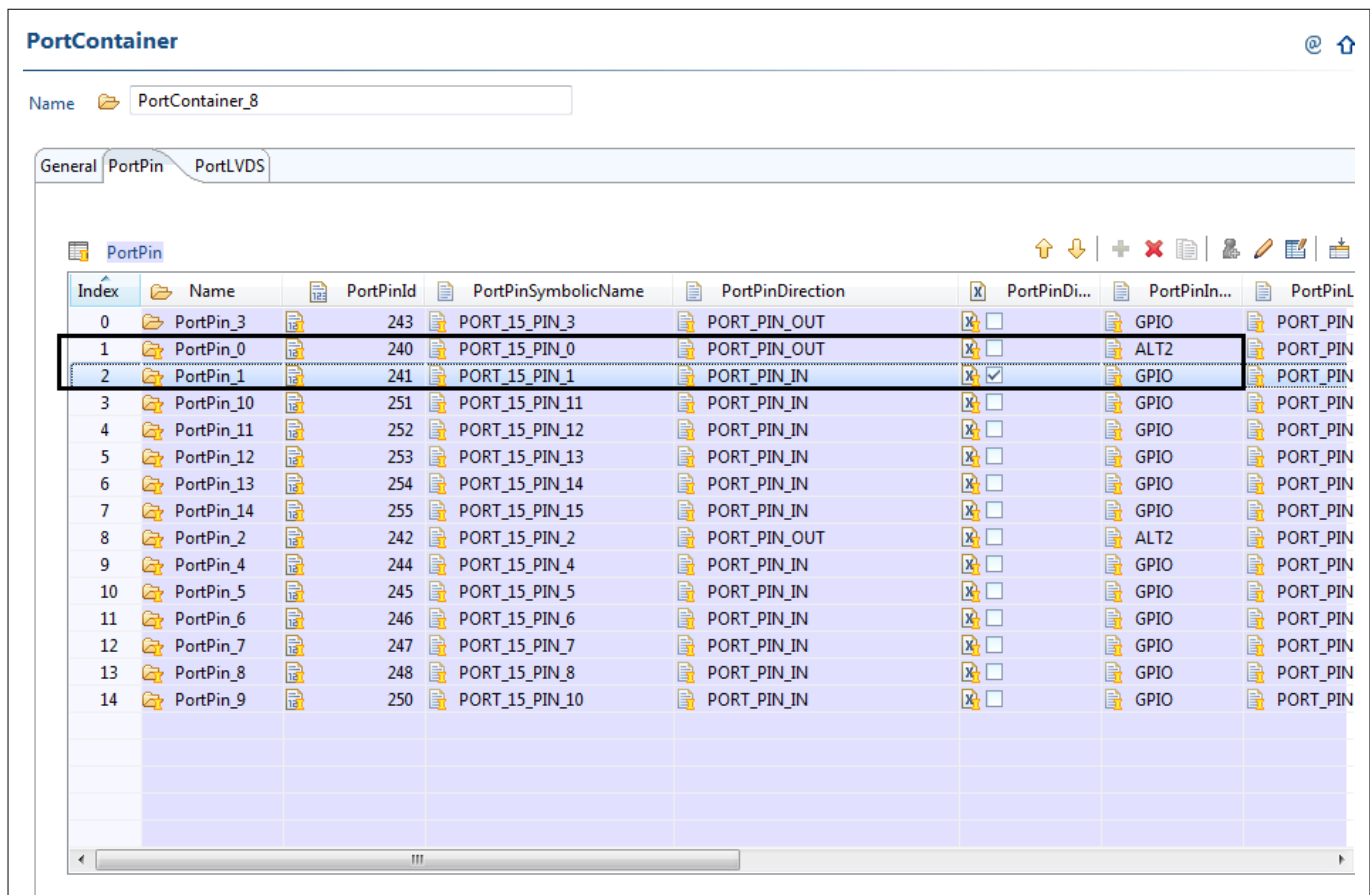 PortContainer @
Name PortContainer_8
General PortPin PortLVDS
PortPin
Index Name PortPinId PortPinSymbolicName PortPinDirection PortPinDi... PortPinIn... PortPinL
0 PortPin_3 243 PORT_15_PIN_3 PORT_PIN_OUT GPIO PORT_PIN
1 PortPin_0 240 PORT_15_PIN_0 PORT_PIN_OUT ALT2 PORT_PIN
2 PortPin_1 241 PORT_15_PIN_1 PORT_PIN_IN GPIO PORT_PIN
3 PortPin_10 251 PORT_15_PIN_11 PORT_PIN_IN GPIO PORT_PIN
4 PortPin_11 252 PORT_15_PIN_12 PORT_PIN_IN GPIO PORT_PIN
5 PortPin_12 253 PORT_15_PIN_13 PORT_PIN_IN GPIO PORT_PIN
6 PortPin_13 254 PORT_15_PIN_14 PORT_PIN_IN GPIO PORT_PIN
7 PortPin_14 255 PORT_15_PIN_15 PORT_PIN_IN GPIO PORT_PIN
8 PortPin_2 242 PORT_15_PIN_2 PORT_PIN_OUT ALT2 PORT_PIN
9 PortPin_4 244 PORT_15_PIN_4 PORT_PIN_IN GPIO PORT_PIN
10 PortPin_5 245 PORT_15_PIN_5 PORT_PIN_IN GPIO PORT_PIN
11 PortPin_6 246 PORT_15_PIN_6 PORT_PIN_IN GPIO PORT_PIN
12 PortPin_7 247 PORT_15_PIN_7 PORT_PIN_IN GPIO PORT_PIN
13 PortPin_8 248 PORT_15_PIN_8 PORT_PIN_IN GPIO PORT_PIN
14 PortPin_9 250 PORT_15_PIN_10 PORT_PIN_IN GPIO PORT_PIN